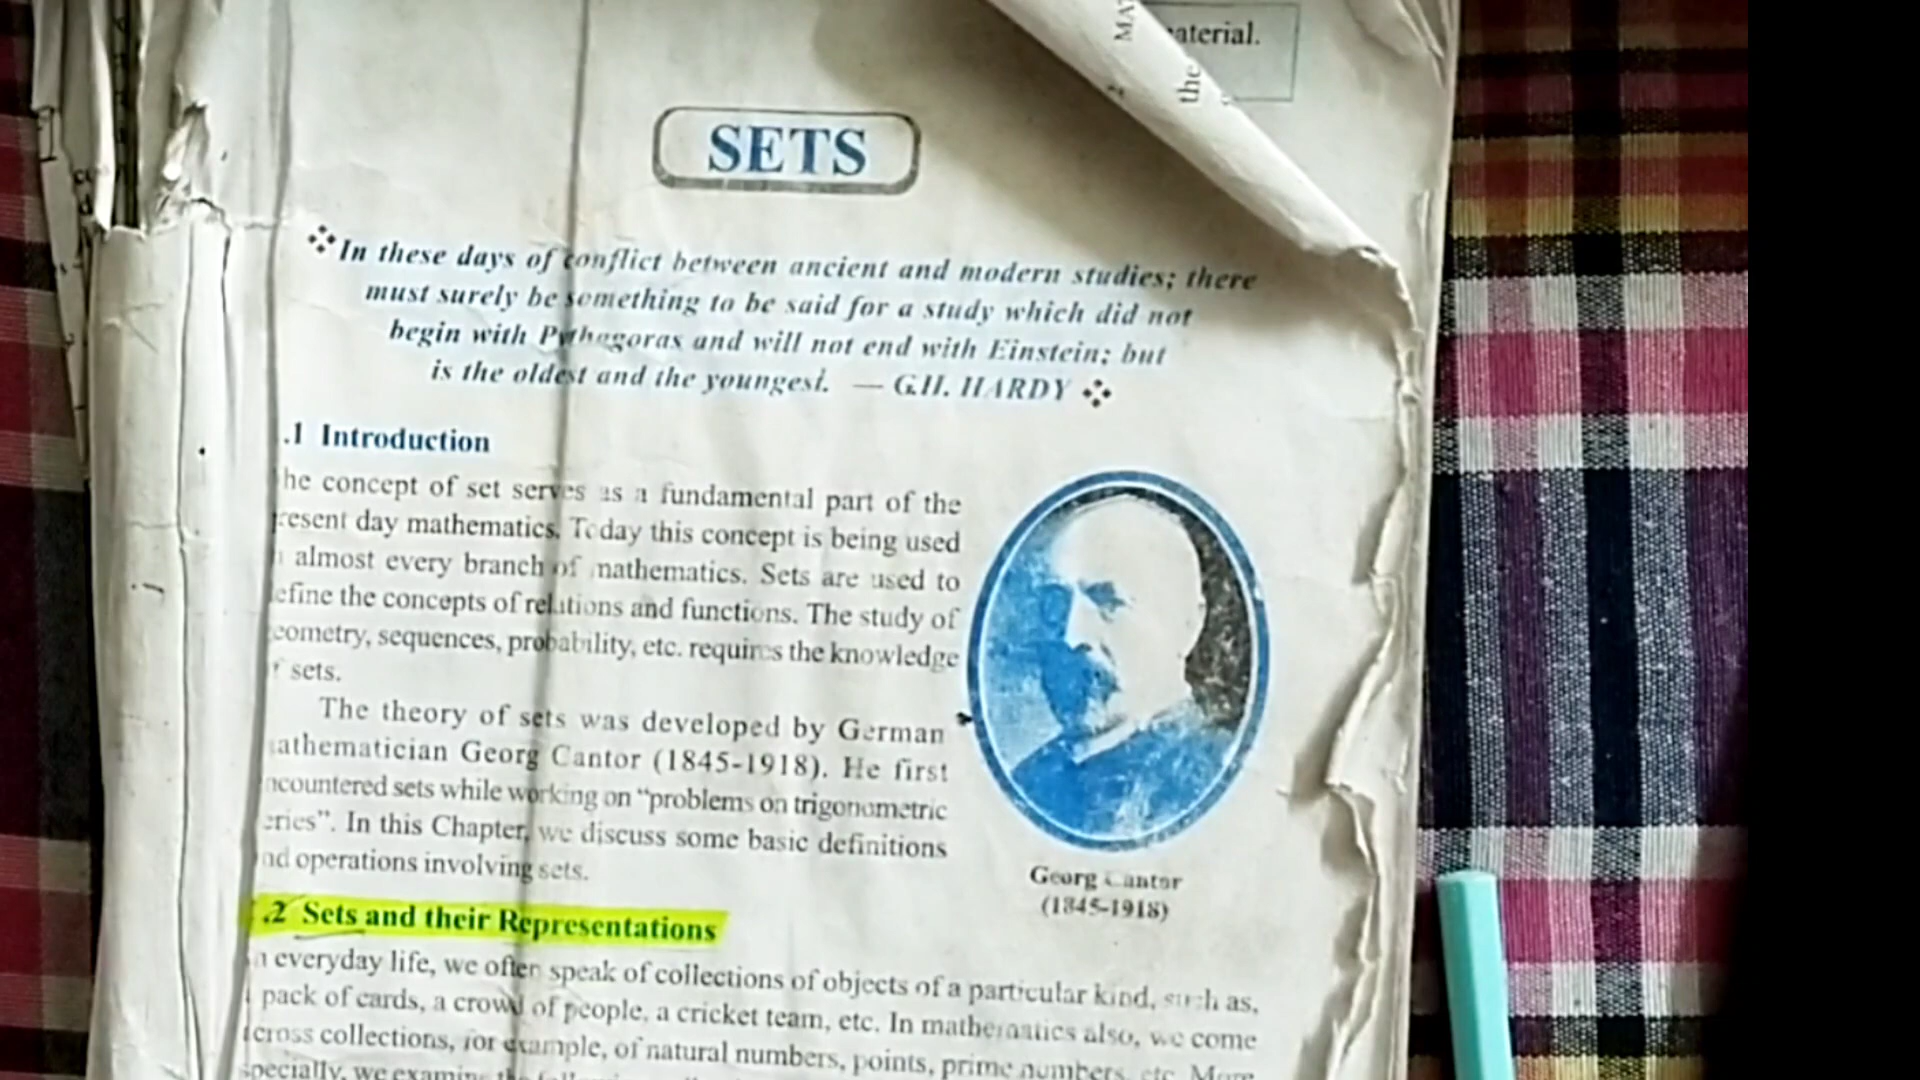 MAT
aterial.
the
SETS
In these days of conflict between ancient and modern studies; there
must surely be something to be said for a study which did not
begin with Pythagoras and will not end with Einstein; but
is the oldest and the youngest. — G.H. HARDY
.1 Introduction
he concept of set serves as a fundamental part of the
resent day mathematics. Today this concept is being used
almost every branch of mathematics. Sets are used to
efine the concepts of relations and functions. The study of
eometry, sequences, probability, etc. requires the knowledge
f sets.
The theory of sets was developed by German
athematician Georg Cantor (1845-1918). He first
ncountered sets while working on “problems on trigonometric
eries”. In this Chapter, we discuss some basic definitions
nd operations involving sets.
Georg Cantor
(1845-1918)
.2 Sets and their Representations
n everyday life, we often speak of collections of objects of a particular kind, such as,
pack of cards, a crowd of people, a cricket team, etc. In mathematics also, we come
cross collections, for example, of natural numbers, points, prime numbers, etc. More
specially, we examine the